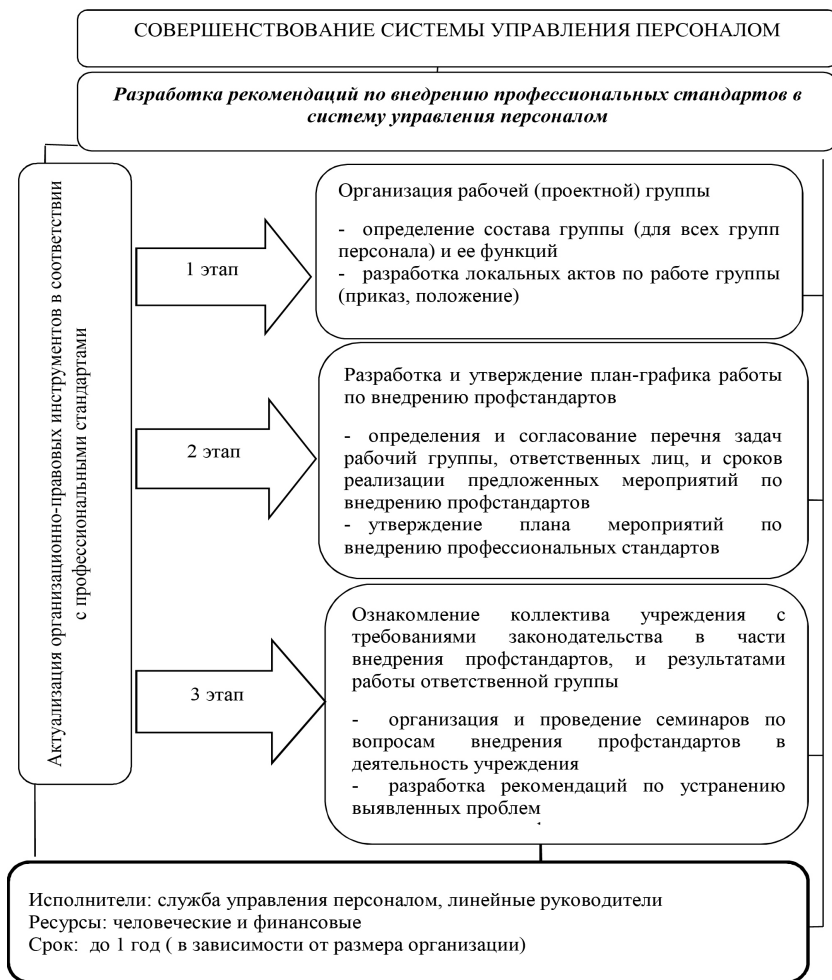 СОВЕРШЕНСТВОВАНИЕ СИСТЕМЫ УПРАВЛЕНИЯ ПЕРСОНАЛОМ
Разработка рекомендаций по внедрению профессиональных стандартов в
систему управления персоналом
Актуализация организационно-правовых инструментов в соответствии
с профессиональными стандартами
1 этап
Организация рабочей (проектной) группы
- определение состава группы (для всех групп
персонала) и ее функций
- разработка локальных актов по работе группы
(приказ, положение)
2 этап
Разработка и утверждение план-графика работы
по внедрению профстандартов
- определения и согласование перечня задач
рабочий группы, ответственных лиц, и сроков
реализации предложенных мероприятий по
внедрению профстандартов
- утверждение плана мероприятий по
внедрению профессиональных стандартов
3 этап
Ознакомление коллектива учреждения с
требованиями законодательства в части
внедрения профстандартов, и результатами
работы ответственной группы
- организация и проведение семинаров по
вопросам внедрения профстандартов в
деятельность учреждения
- разработка рекомендаций по устранению
выявленных проблем
Исполнители: служба управления персоналом, линейные руководители
Ресурсы: человеческие и финансовые
Срок: до 1 год ( в зависимости от размера организации)